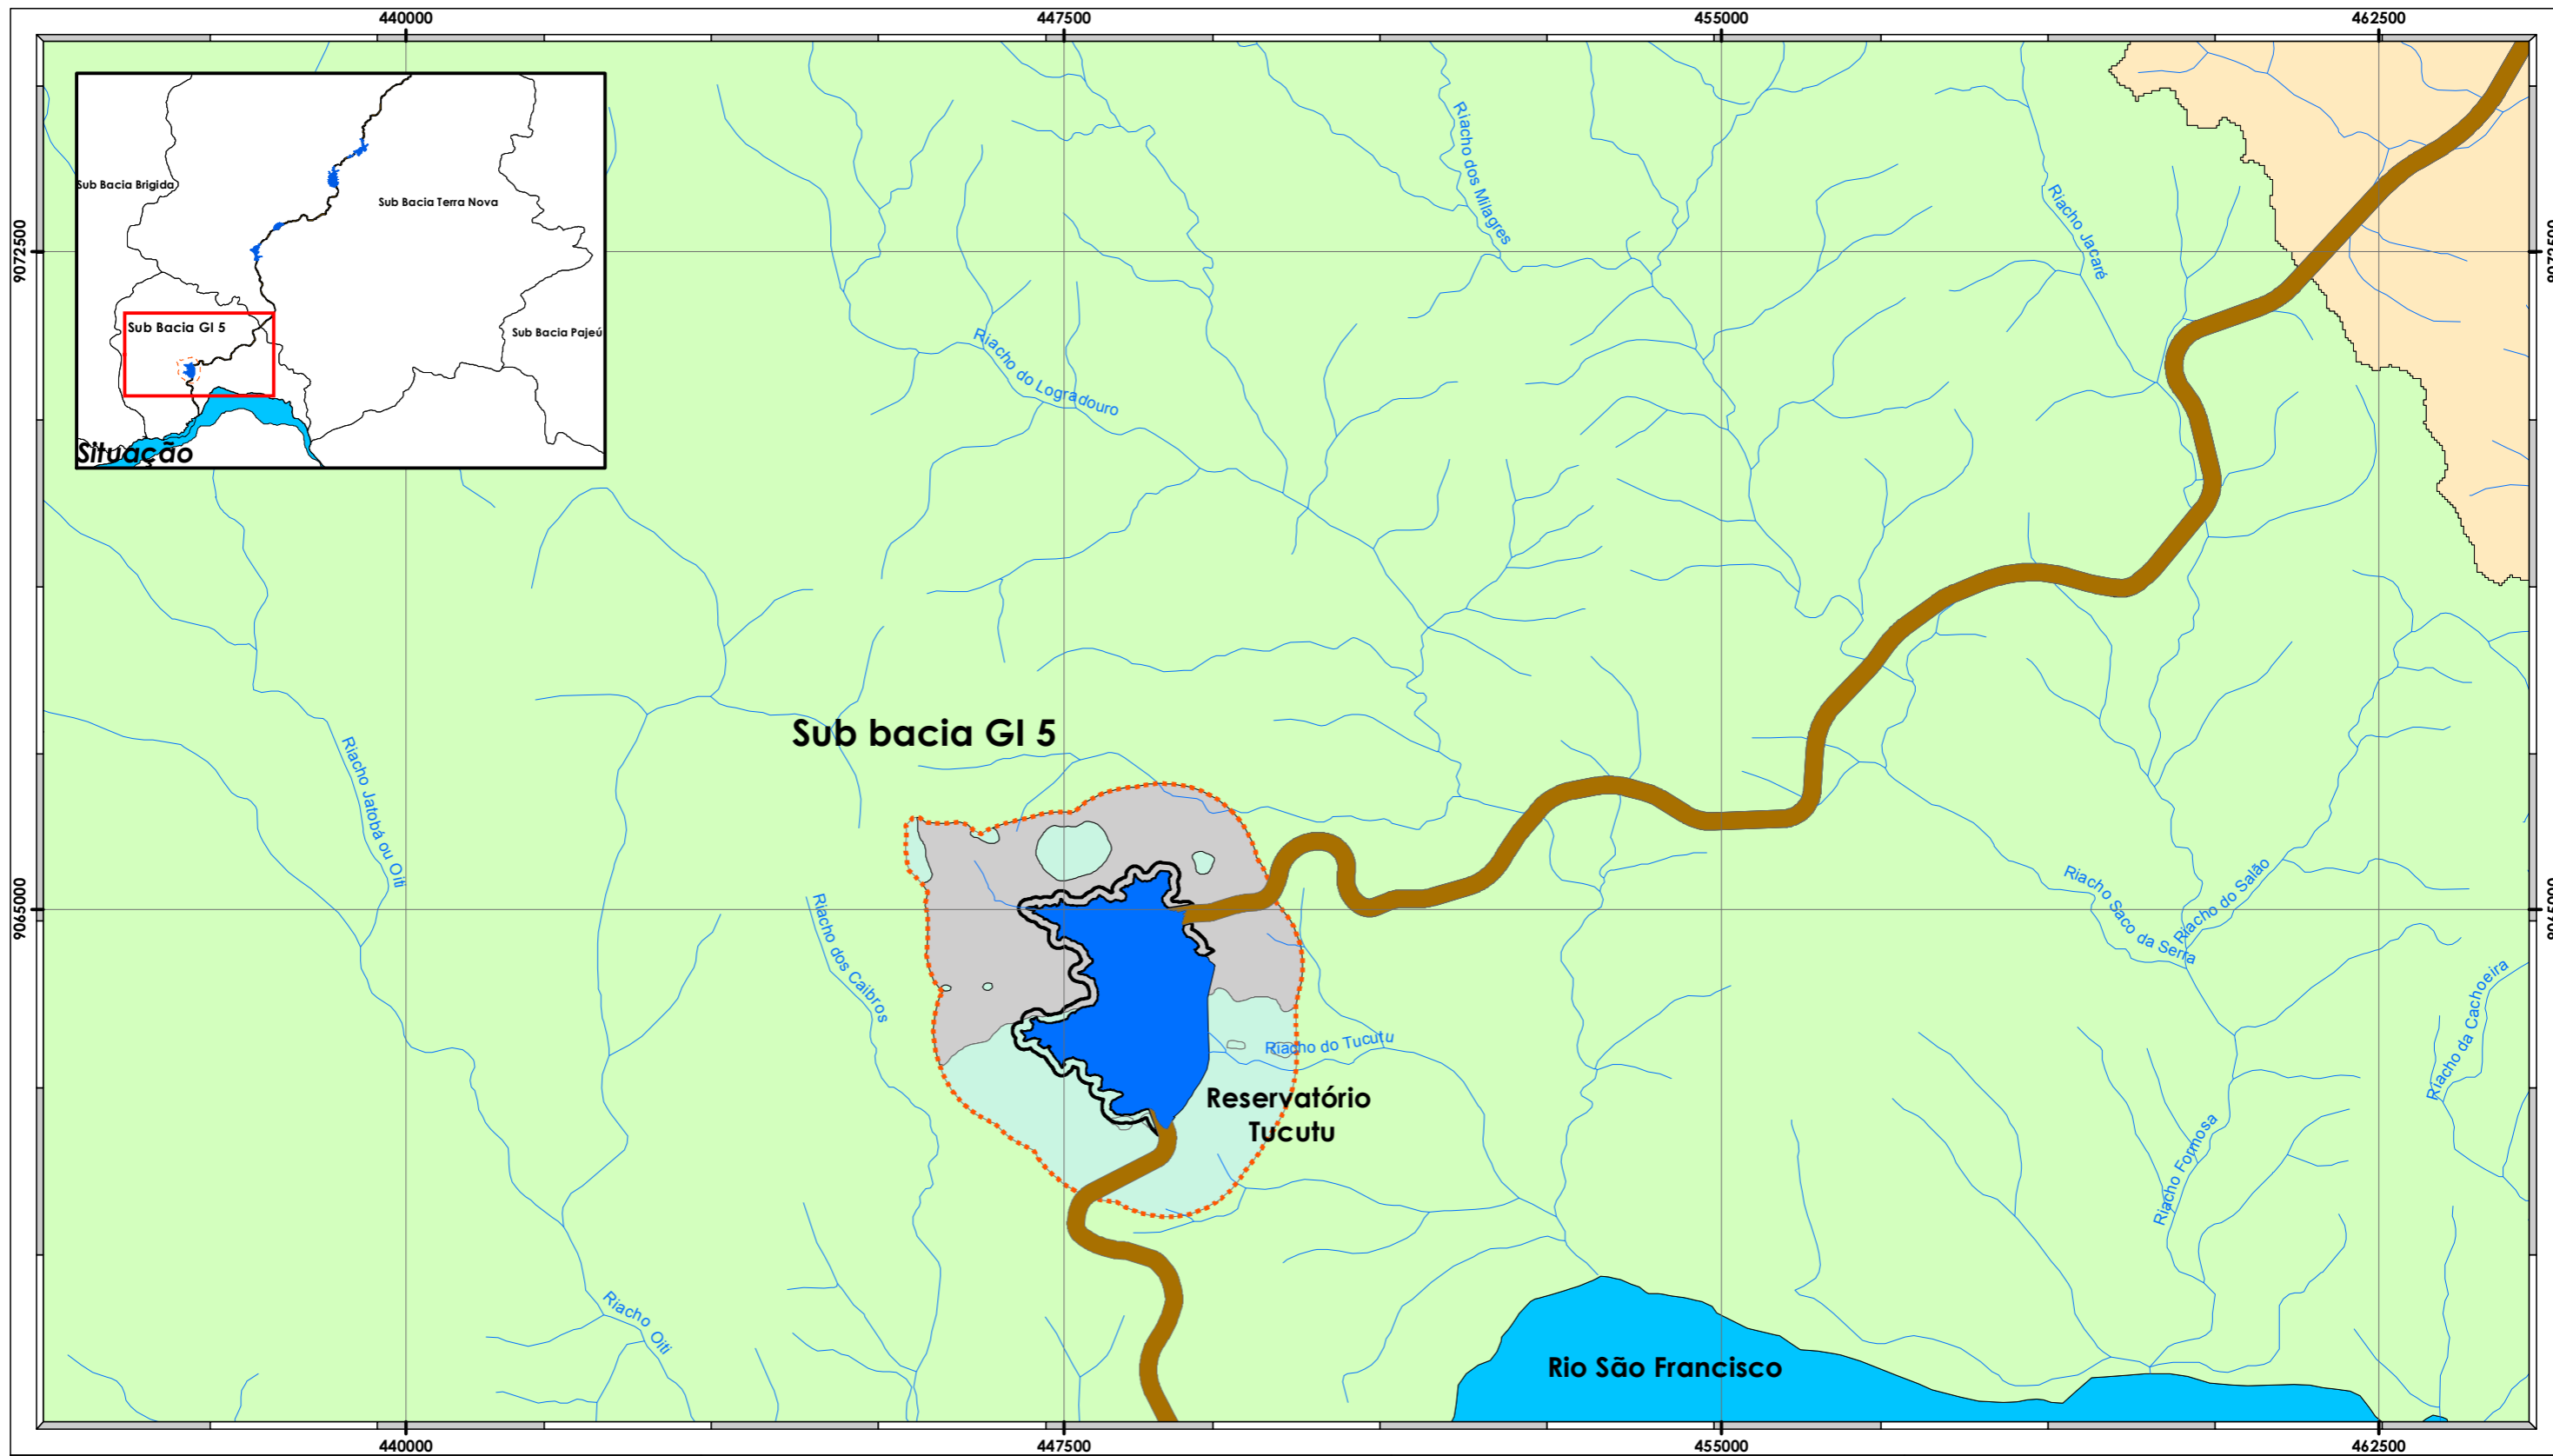 440000
447500
455000
462500
9072500
9072500
Sub Bacia Brigida
Sub Bacia Terra Nova
Sub Bacia GI 5
Sub Bacia Pajeú
Situação
Riacho dos Milagres
Riacho Jacaré
Riacho do Logradouro
Sub bacia GI 5
Riacho Jatobá ou Oiti
Riacho dos Caibros
Riacho Saco da Serra
Riacho do Salão
9065000
9065000
Riacho da Cachoeira
Riacho do Tucutu
Reservatório
Tucutu
Riacho Formosa
Riacho Oiti
Rio São Francisco
440000
447500
455000
462500